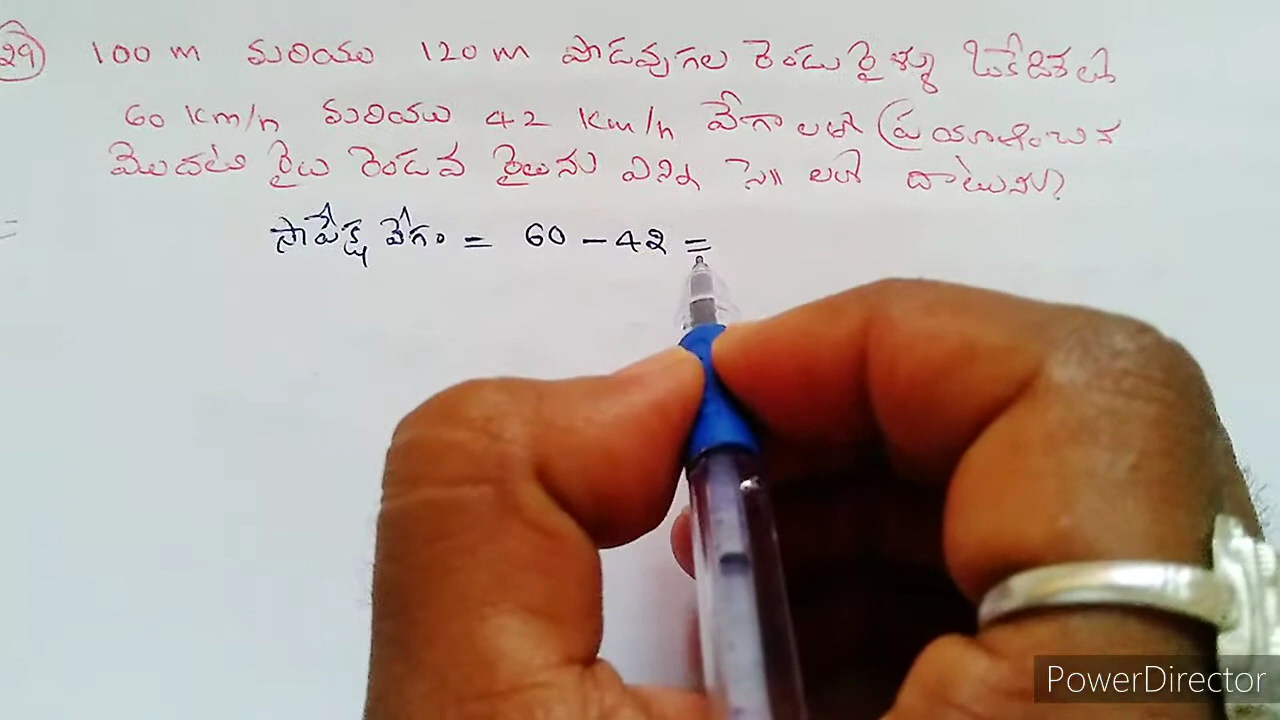 29) 100 m మరియు 120 m పొడవుగల రెండు రైళ్ళు ఒకే దిశలో
60 Km/h మరియు 42 Km/h వేగాలతో ప్రయాణించిన
మొదటి రైలు రెండవ రైలును ఎన్ని సె॥ లలో దాటును?
సాపేక్ష వేగం = 60 - 42 =
PowerDirector